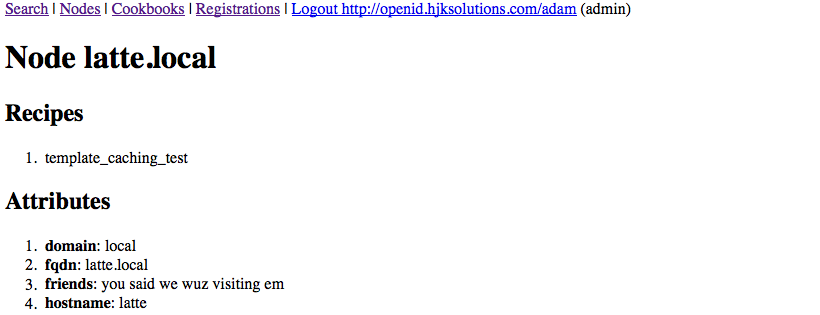 Search | Nodes | Cookbooks | Registrations | Logout http://openid.hjksolutions.com/adam (admin)
Node latte.local
Recipes
1. template_caching_test
Attributes
1. domain: local
2. fqdn: latte.local
3. friends: you said we wuz visiting em
4. hostname: latte